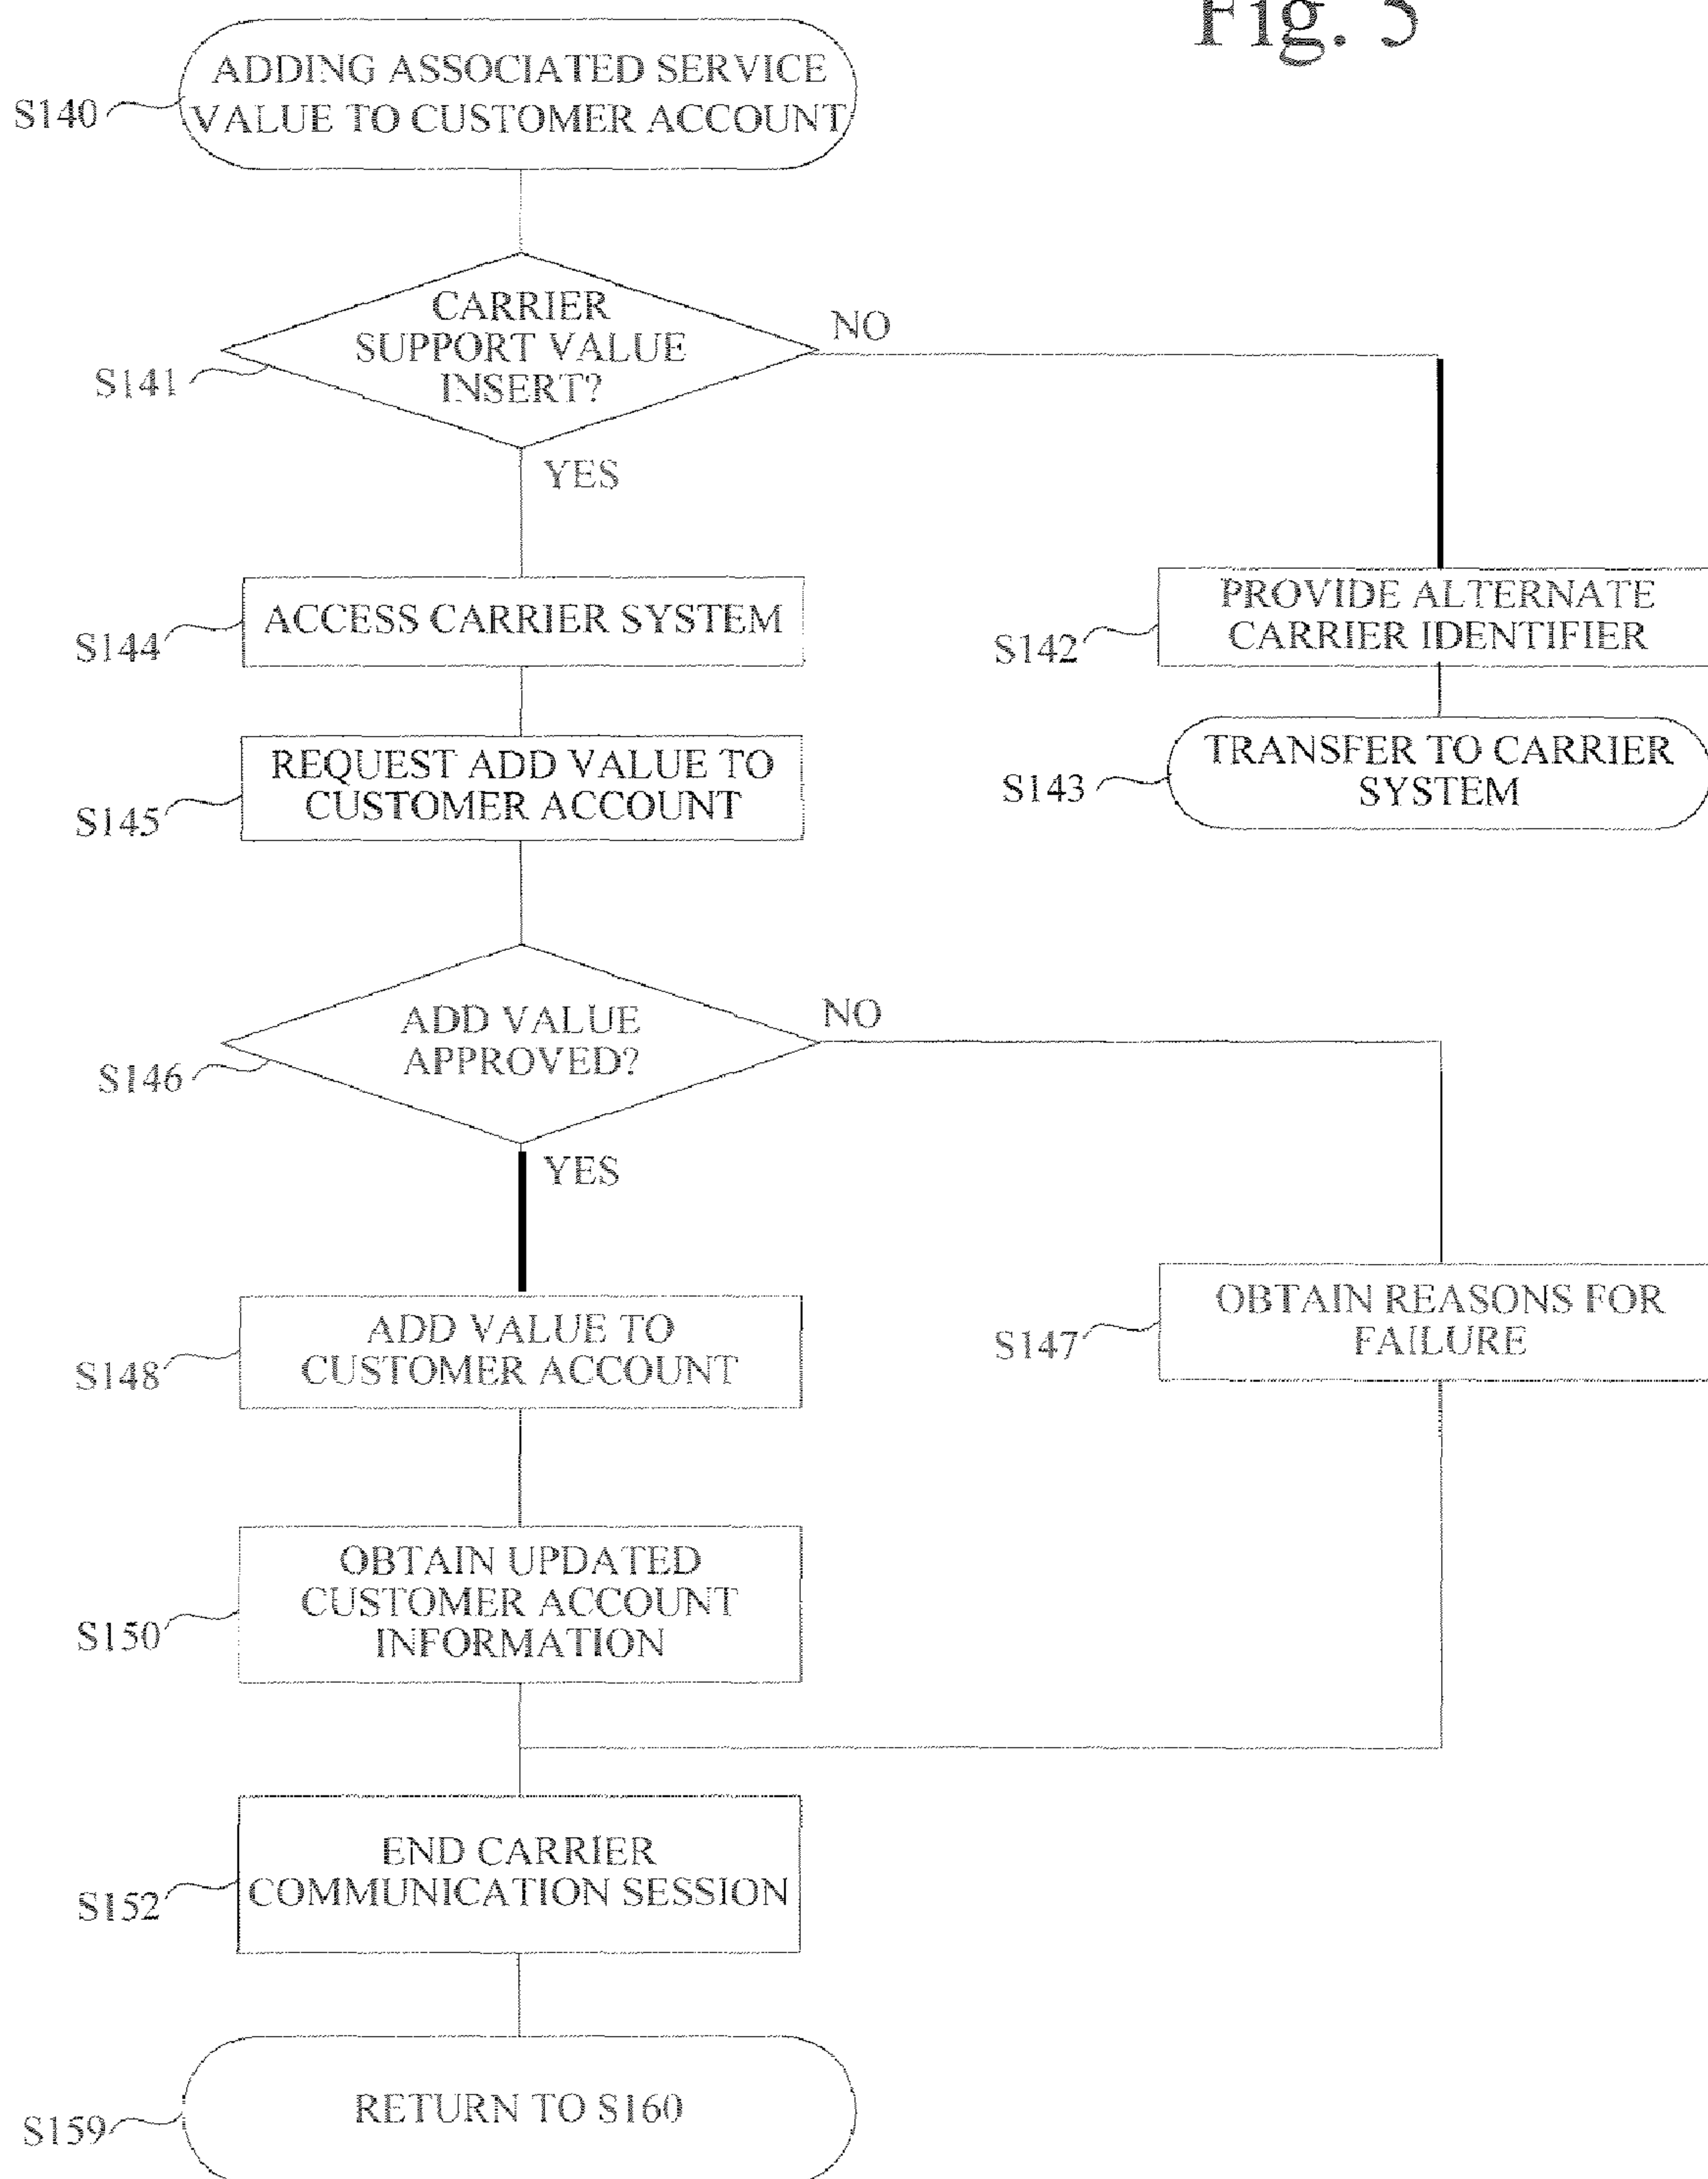 Fig. 5
ADDING ASSOCIATED SERVICE
VALUE TO CUSTOMER ACCOUNT
S140
CARRIER
SUPPORT VALUE
INSERT?
NO
S141
YES
ACCESS CARRIER SYSTEM
S144
PROVIDE ALTERNATE
CARRIER IDENTIFIER
S142
REQUEST ADD VALUE TO
CUSTOMER ACCOUNT
S145
TRANSFER TO CARRIER
SYSTEM
S143
ADD VALUE
APPROVED?
NO
S146
YES
ADD VALUE TO
CUSTOMER ACCOUNT
S148
OBTAIN REASONS FOR
FAILURE
S147
OBTAIN UPDATED
CUSTOMER ACCOUNT
INFORMATION
S150
END CARRIER
COMMUNICATION SESSION
S152
RETURN TO S160
S159